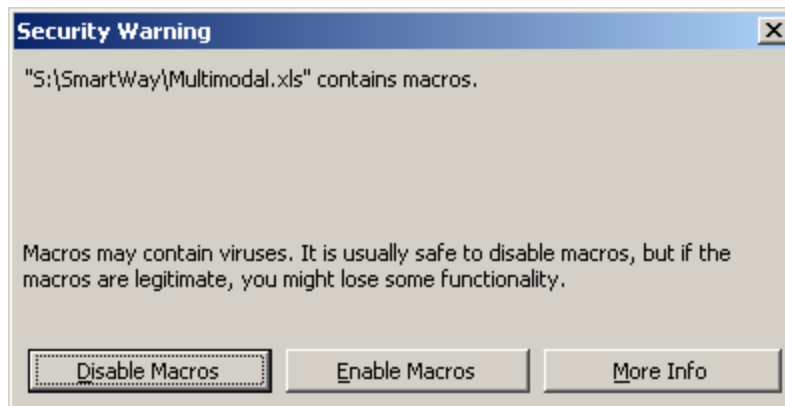 Security Warning
"S:\SmartWay\Multimodal.xls" contains macros.
Macros may contain viruses. It is usually safe to disable macros, but if the
macros are legitimate, you might lose some functionality.
Disable Macros
Enable Macros
More Info